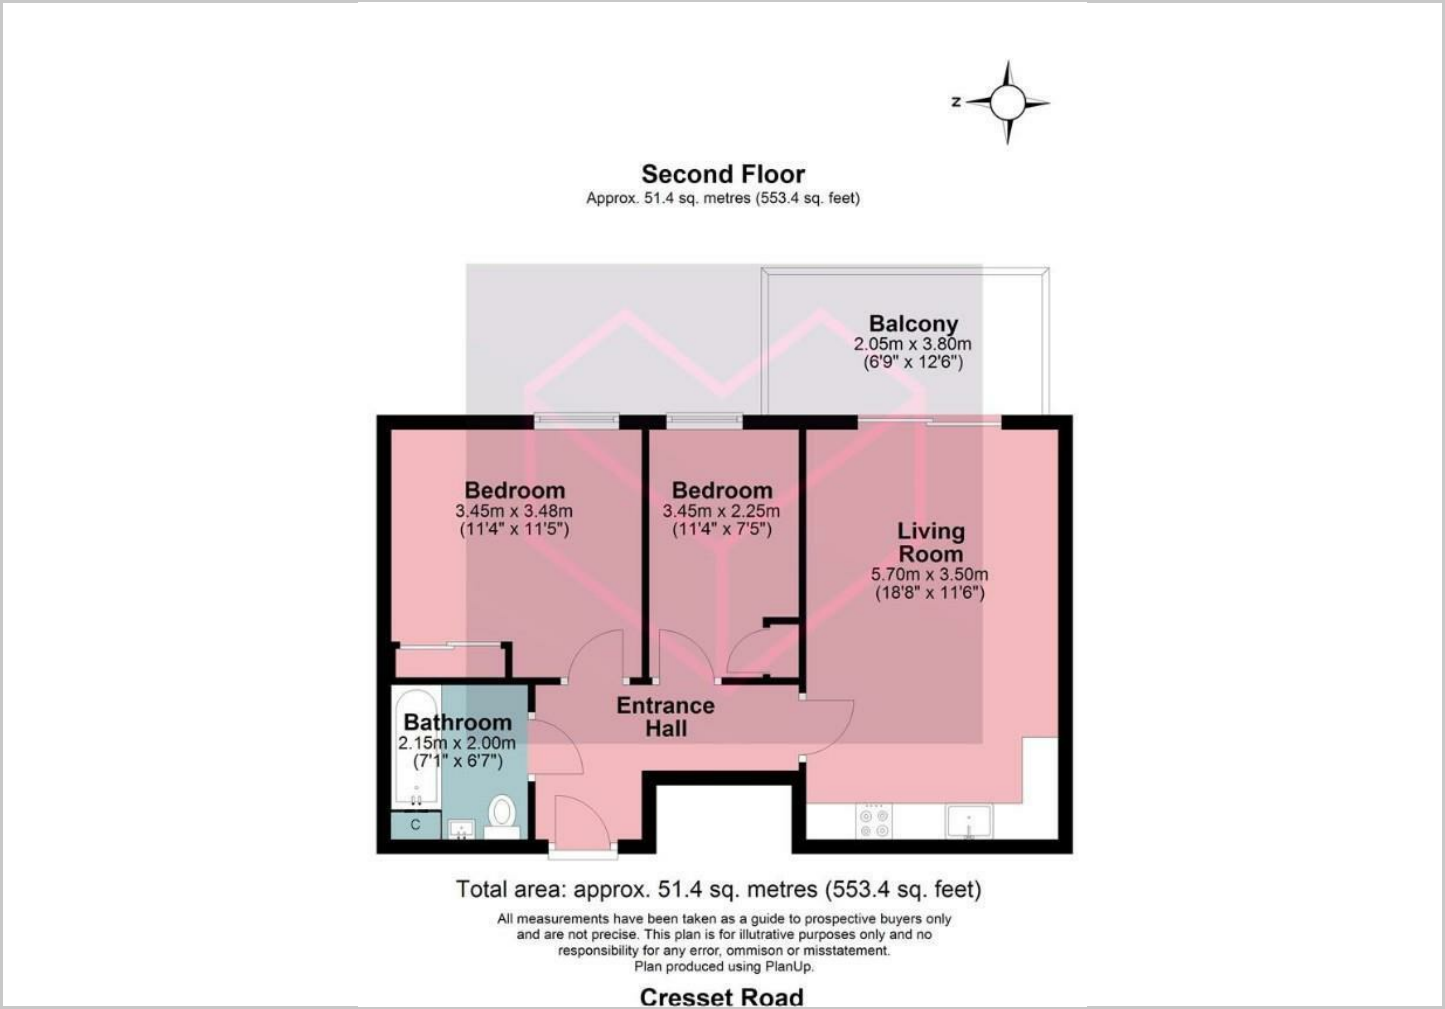 Z
Second Floor
Approx. 51.4 sq. metres (553.4 sq. feet)
Balcony
2.05m x 3.80m
(6'9" x 12'6")
Bedroom
3.45m x 3.48m
(11'4" x 11'5")
Bedroom
3.45m x 2.25m
(11'4" x 7'5")
Living
Room
5.70m x 3.50m
(18'8" x 11'6")
Entrance
Hall
Bathroom
2.15m x 2.00m
(7'1" x 6'7")
C
Total area: approx. 51.4 sq. metres (553.4 sq. feet)
All measurements have been taken as a guide to prospective buyers only
and are not precise. This plan is for illutrative purposes only and no
responsibility for any error, ommison or misstatement.
Plan produced using PlanUp.
Cresset Road